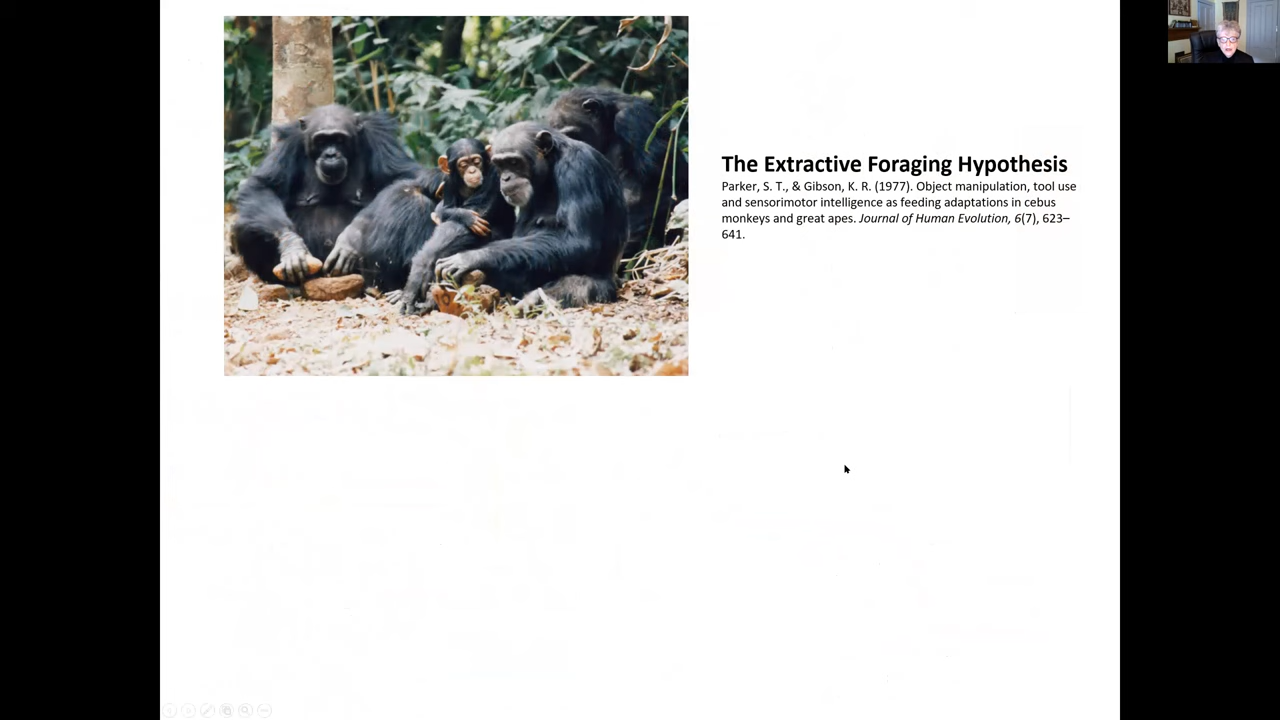 The Extractive Foraging Hypothesis
Parker, S. T., & Gibson, K. R. (1977). Object manipulation, tool use
and sensorimotor intelligence as feeding adaptations in cebus
monkeys and great apes. Journal of Human Evolution, 6(7), 623–
641.